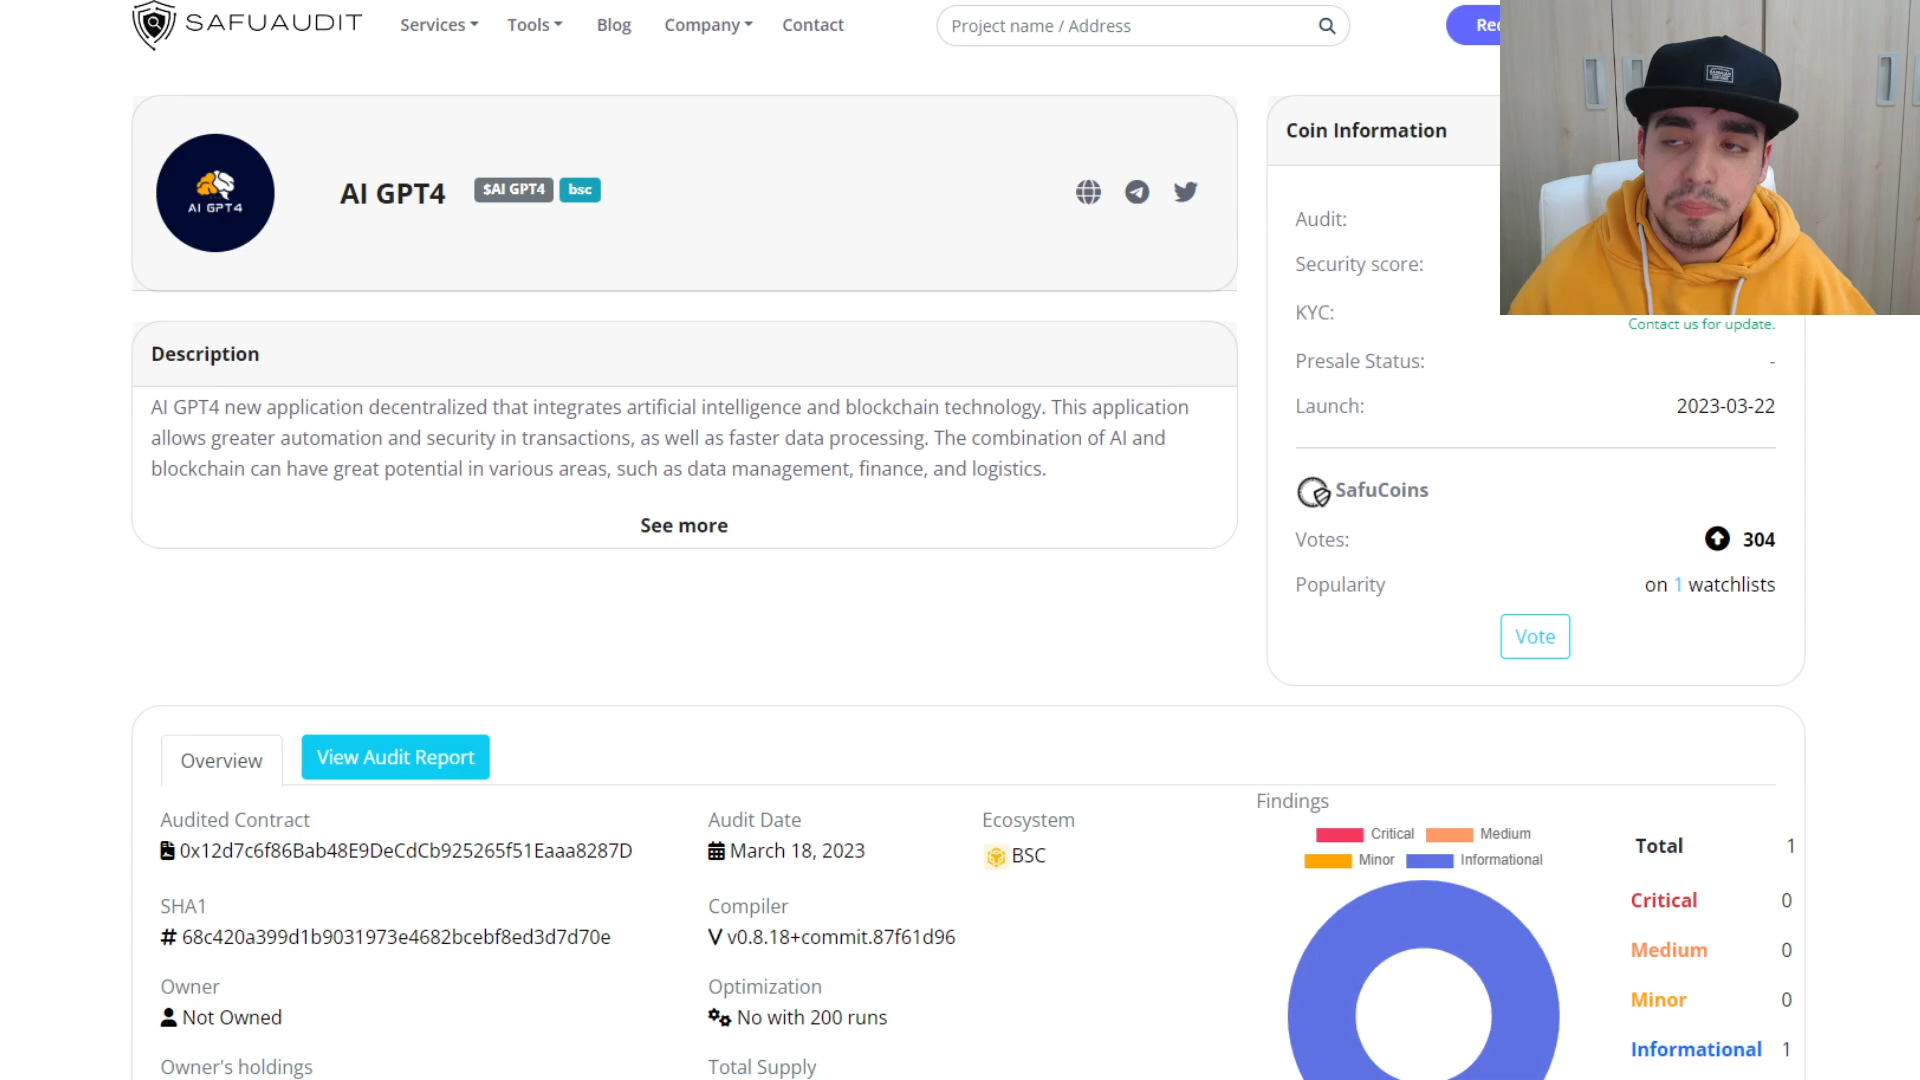 SAFUAUDIT
Services Tools Blog Company Contact
Project name / Address
AI GPT4
AI GPT4 $AI GPT4 bsc
Description
AI GPT4 new application decentralized that integrates artificial intelligence and blockchain technology. This application
allows greater automation and security in transactions, as well as faster data processing. The combination of AI and
blockchain can have great potential in various areas, such as data management, finance, and logistics.
See more
Coin Information
Audit:
Security score:
KYC:
Contact us for update.
Presale Status: -
Launch: 2023-03-22
SafuCoins
Votes: 304
Popularity on 1 watchlists
Vote
Overview View Audit Report
Audited Contract
0x12d7c6f86Bab48E9DeCdCb925265f51Eaaa8287D
Audit Date
March 18, 2023
Ecosystem
BSC
SHA1
# 68c420a399d1b9031973e4682bcebf8ed3d7d70e
Compiler
V v0.8.18+commit.87f61d96
Owner
Not Owned
Optimization
No with 200 runs
Owner's holdings
Total Supply
Findings
Critical Medium
Minor Informational
Total 1
Critical 0
Medium 0
Minor 0
Informational 1